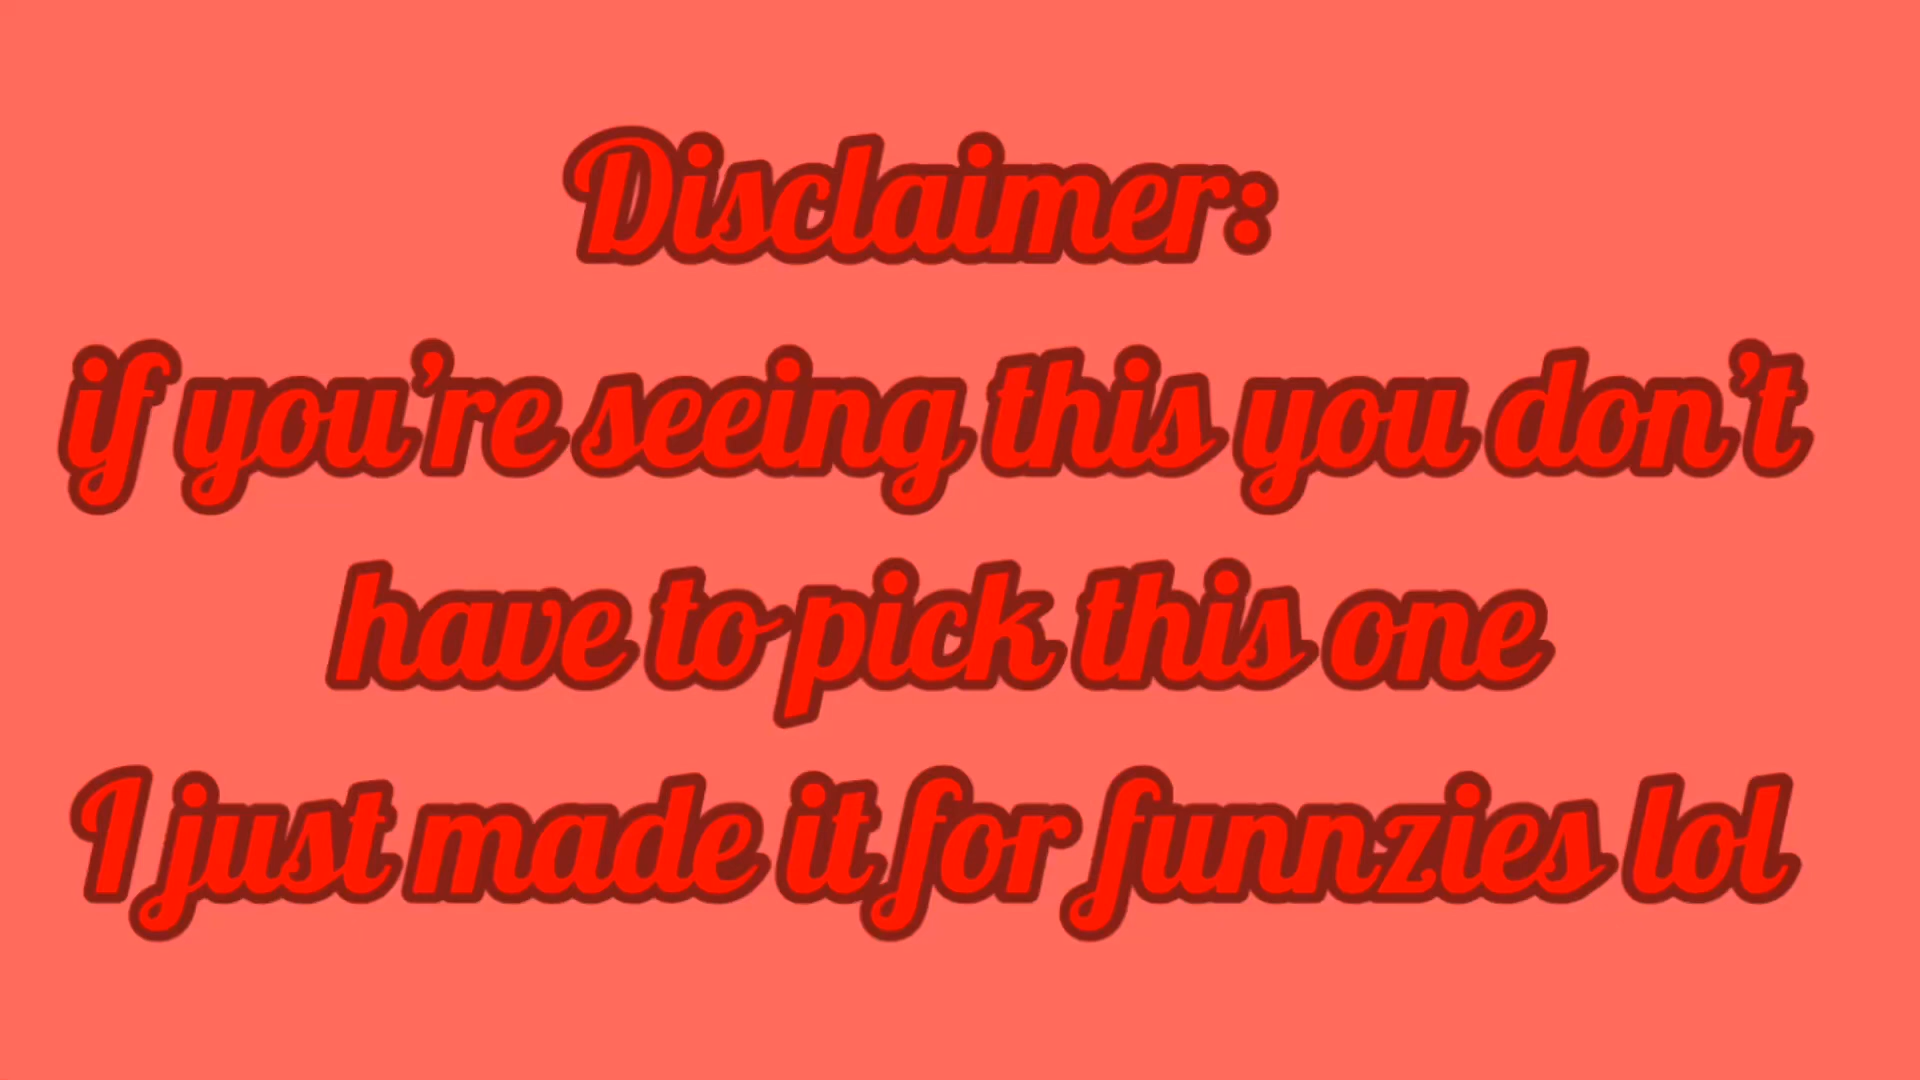 Disclaimer:
if you’re seeing this you don’t
have to pick this one
I just made it for funnzies lol